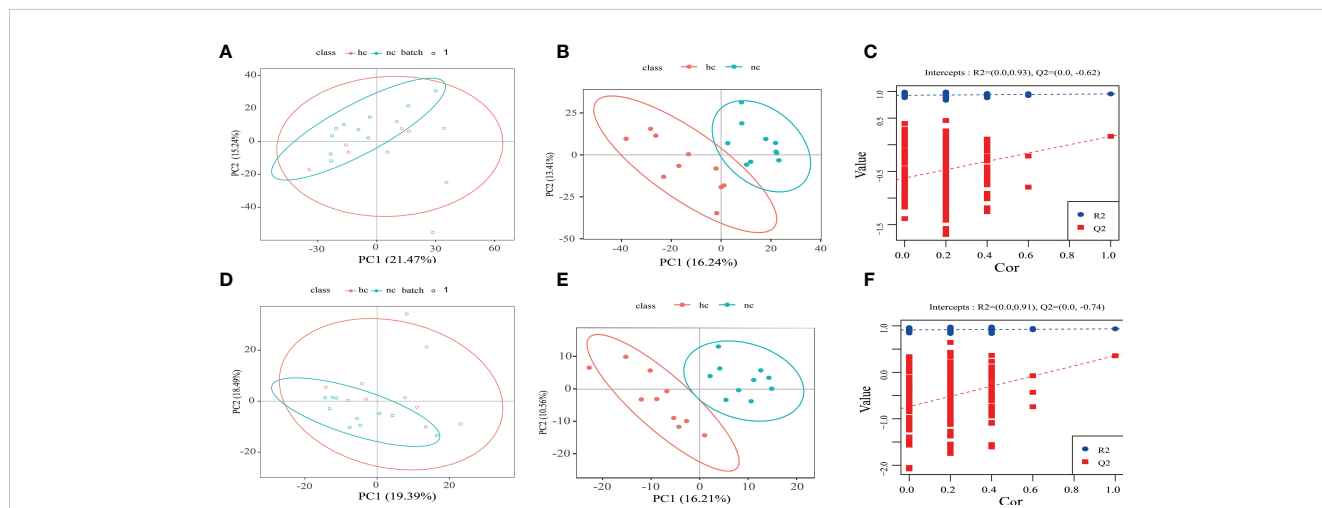 A
class hc nc batch 1
40
20
0
-20
-40
PC2 (15.24%)
-30 0 30 60
PC1 (21.47%)
B
class hc nc
25
0
-25
-50
PC2 (13.41%)
-40 -20 0 20 40
PC1 (16.24%)
C
Intercepts : R2=(0.0,0.93), Q2=(0.0, -0.62)
1.0
0.5
-0.5
-1.5
Value
R2
Q2
0.0 0.2 0.4 0.6 0.8 1.0
Cor
D
class hc nc batch 1
20
0
-20
PC2 (18.49%)
-20 0 20
PC1 (19.39%)
E
class hc nc
10
0
-10
-20
PC2 (10.56%)
-20 -10 0 10 20
PC1 (16.21%)
F
Intercepts : R2=(0.0,0.91), Q2=(0.0, -0.74)
1.0
0.0
-1.0
-2.0
Value
R2
Q2
0.0 0.2 0.4 0.6 0.8 1.0
Cor